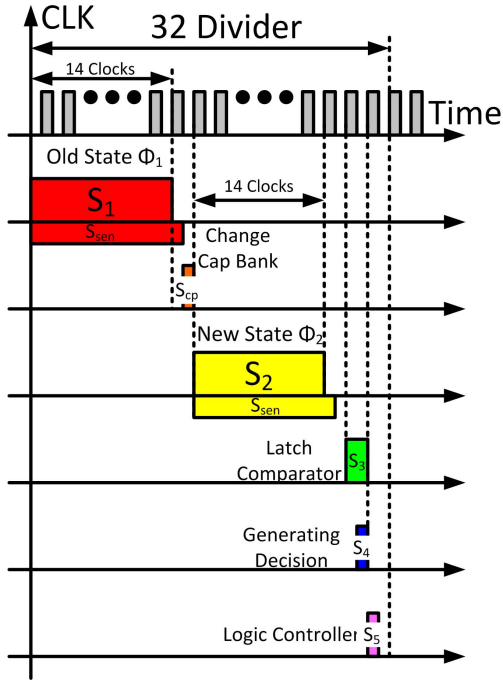 CLK
32 Divider
14 Clocks
Time
Old State Φ1
S1
14 Clocks
Ssen
Change
Cap Bank
Scp
New State Φ2
S2
Ssen
Latch
Comparator
S3
Generating
Decision
S4
Logic Controller
S5